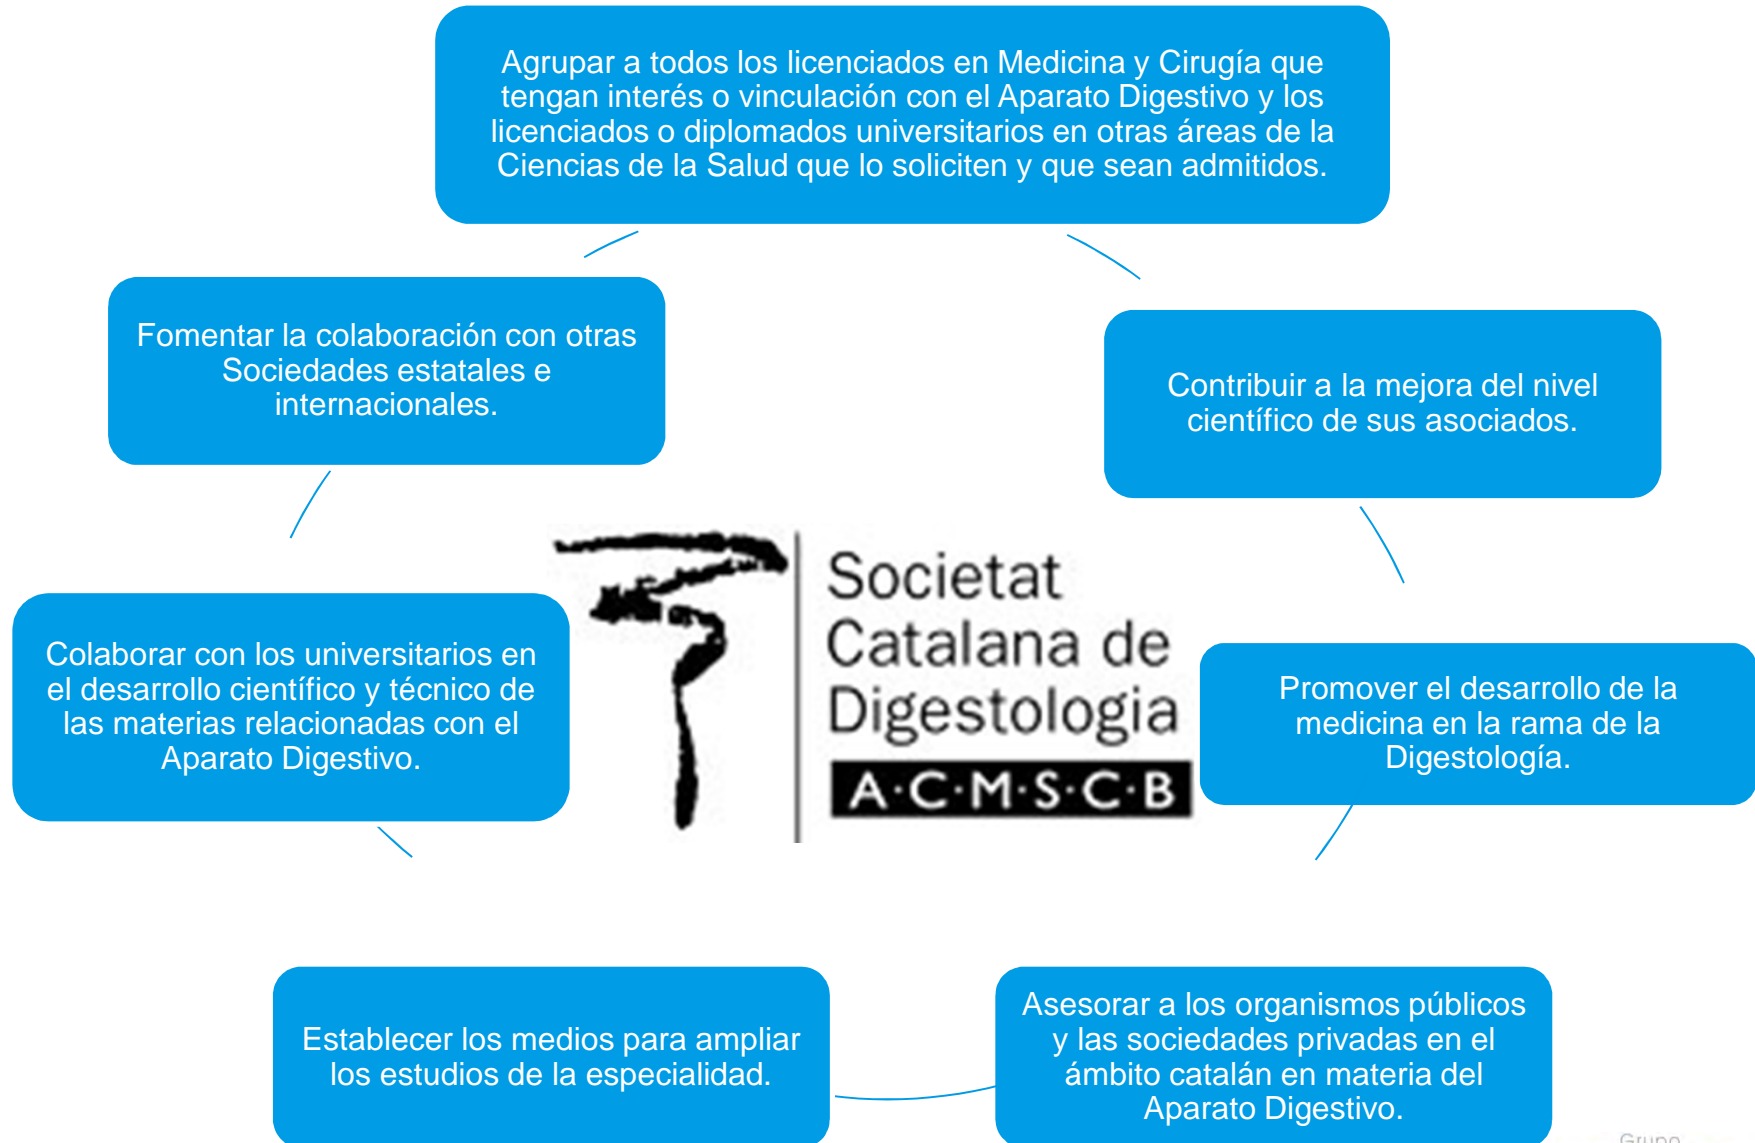 Agrupar a todos los licenciados en Medicina y Cirugía que
tengan interés o vinculación con el Aparato Digestivo y los
licenciados o diplomados universitarios en otras áreas de la
Ciencias de la Salud que lo soliciten y que sean admitidos.
Fomentar la colaboración con otras
Sociedades estatales e
internacionales.
Contribuir a la mejora del nivel
científico de sus asociados.
Societat
Catalana de
Digestologia
A·C·M·S·C·B
Colaborar con los universitarios en
el desarrollo científico y técnico de
las materias relacionadas con el
Aparato Digestivo.
Promover el desarrollo de la
medicina en la rama de la
Digestología.
Establecer los medios para ampliar
los estudios de la especialidad.
Asesorar a los organismos públicos
y las sociedades privadas en el
ámbito catalán en materia del
Aparato Digestivo.
Grupo